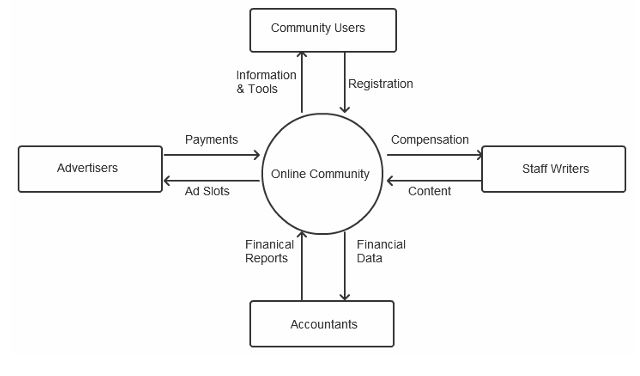 Community Users
Information
& Tools
Registration
Payments
Compensation
Advertisers
Online Community
Staff Writers
Ad Slots
Content
Finanical
Reports
Financial
Data
Accountants